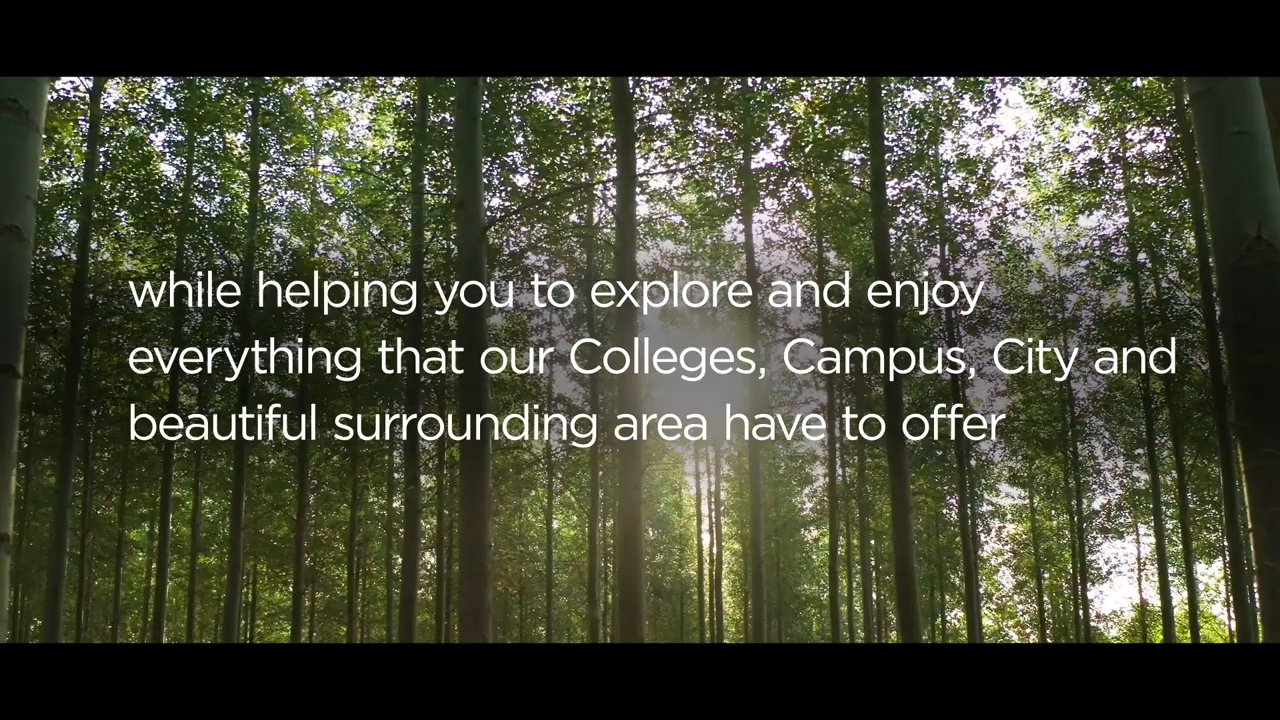 while helping you to explore and enjoy
everything that our Colleges, Campus, City and
beautiful surrounding area have to offer